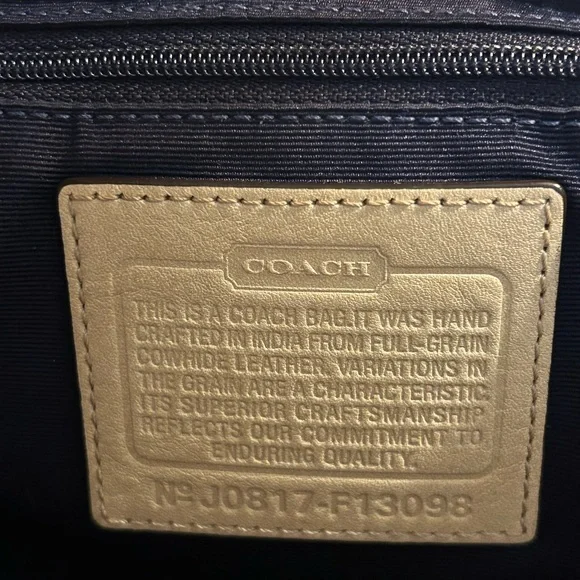 COACH
THIS IS A COACH BAG.IT WAS HAND
CRAFTED IN INDIA FROM FULL-GRAIN
COWHIDE LEATHER. VARIATIONS IN
THE GRAIN ARE A CHARACTERISTIC.
ITS SUPERIOR CRAFTSMANSHIP
REFLECTS OUR COMMITMENT TO
ENDURING QUALITY.
Nº J0817-F13098